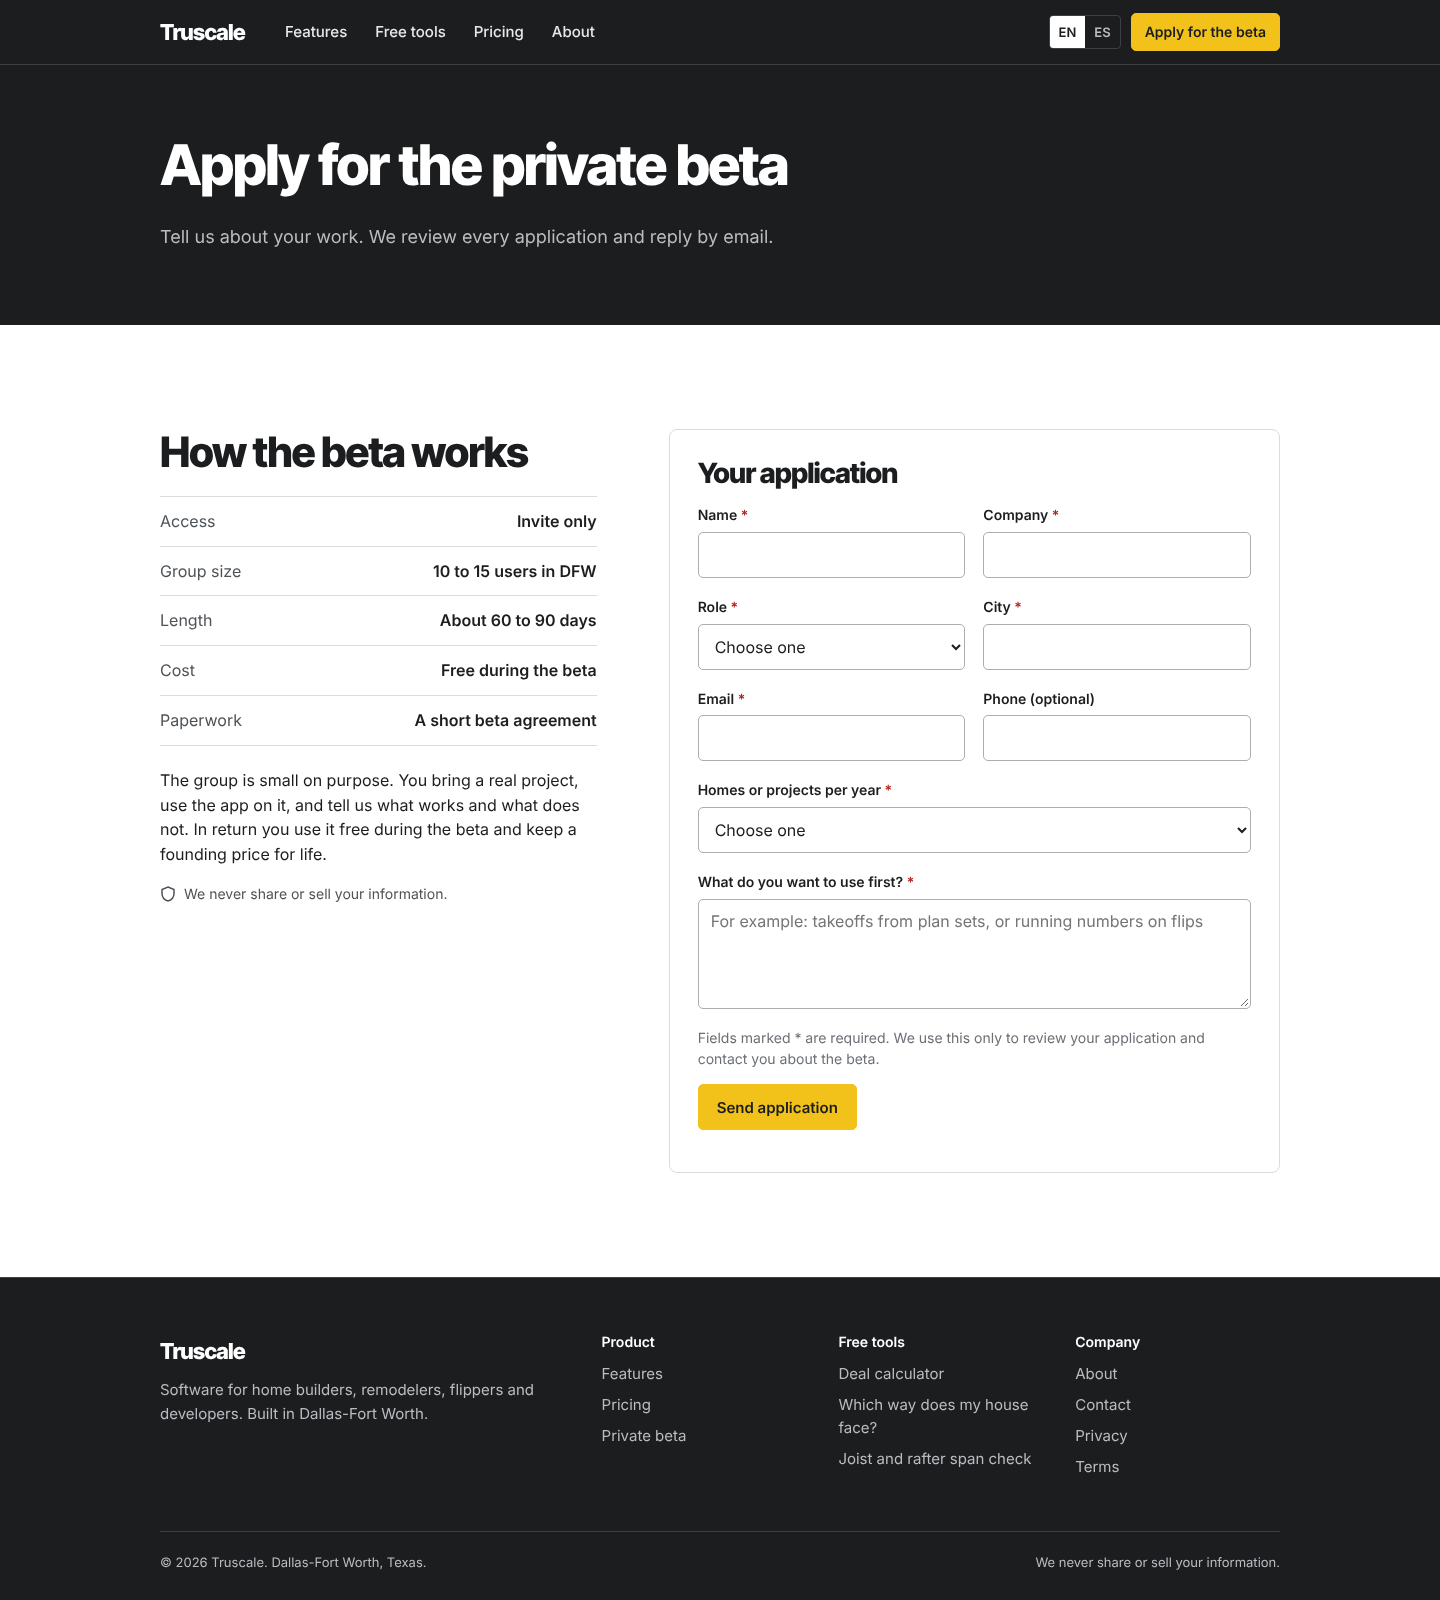 Truscale
Features
Free tools
Pricing
About
EN
ES
Apply for the beta
Apply for the private beta
Tell us about your work. We review every application and reply by email.
How the beta works
Access
Invite only
Group size
10 to 15 users in DFW
Length
About 60 to 90 days
Cost
Free during the beta
Paperwork
A short beta agreement
The group is small on purpose. You bring a real project,
use the app on it, and tell us what works and what does
not. In return you use it free during the beta and keep a
founding price for life.
We never share or sell your information.
Your application
Name *
Company *
Role *
Choose one
City *
Email *
Phone (optional)
Homes or projects per year *
Choose one
What do you want to use first? *
For example: takeoffs from plan sets, or running numbers on flips
Fields marked * are required. We use this only to review your application and
contact you about the beta.
Send application
Truscale
Software for home builders, remodelers, flippers and
developers. Built in Dallas-Fort Worth.
Product
Features
Pricing
Private beta
Free tools
Deal calculator
Which way does my house
face?
Joist and rafter span check
Company
About
Contact
Privacy
Terms
© 2026 Truscale. Dallas-Fort Worth, Texas.
We never share or sell your information.